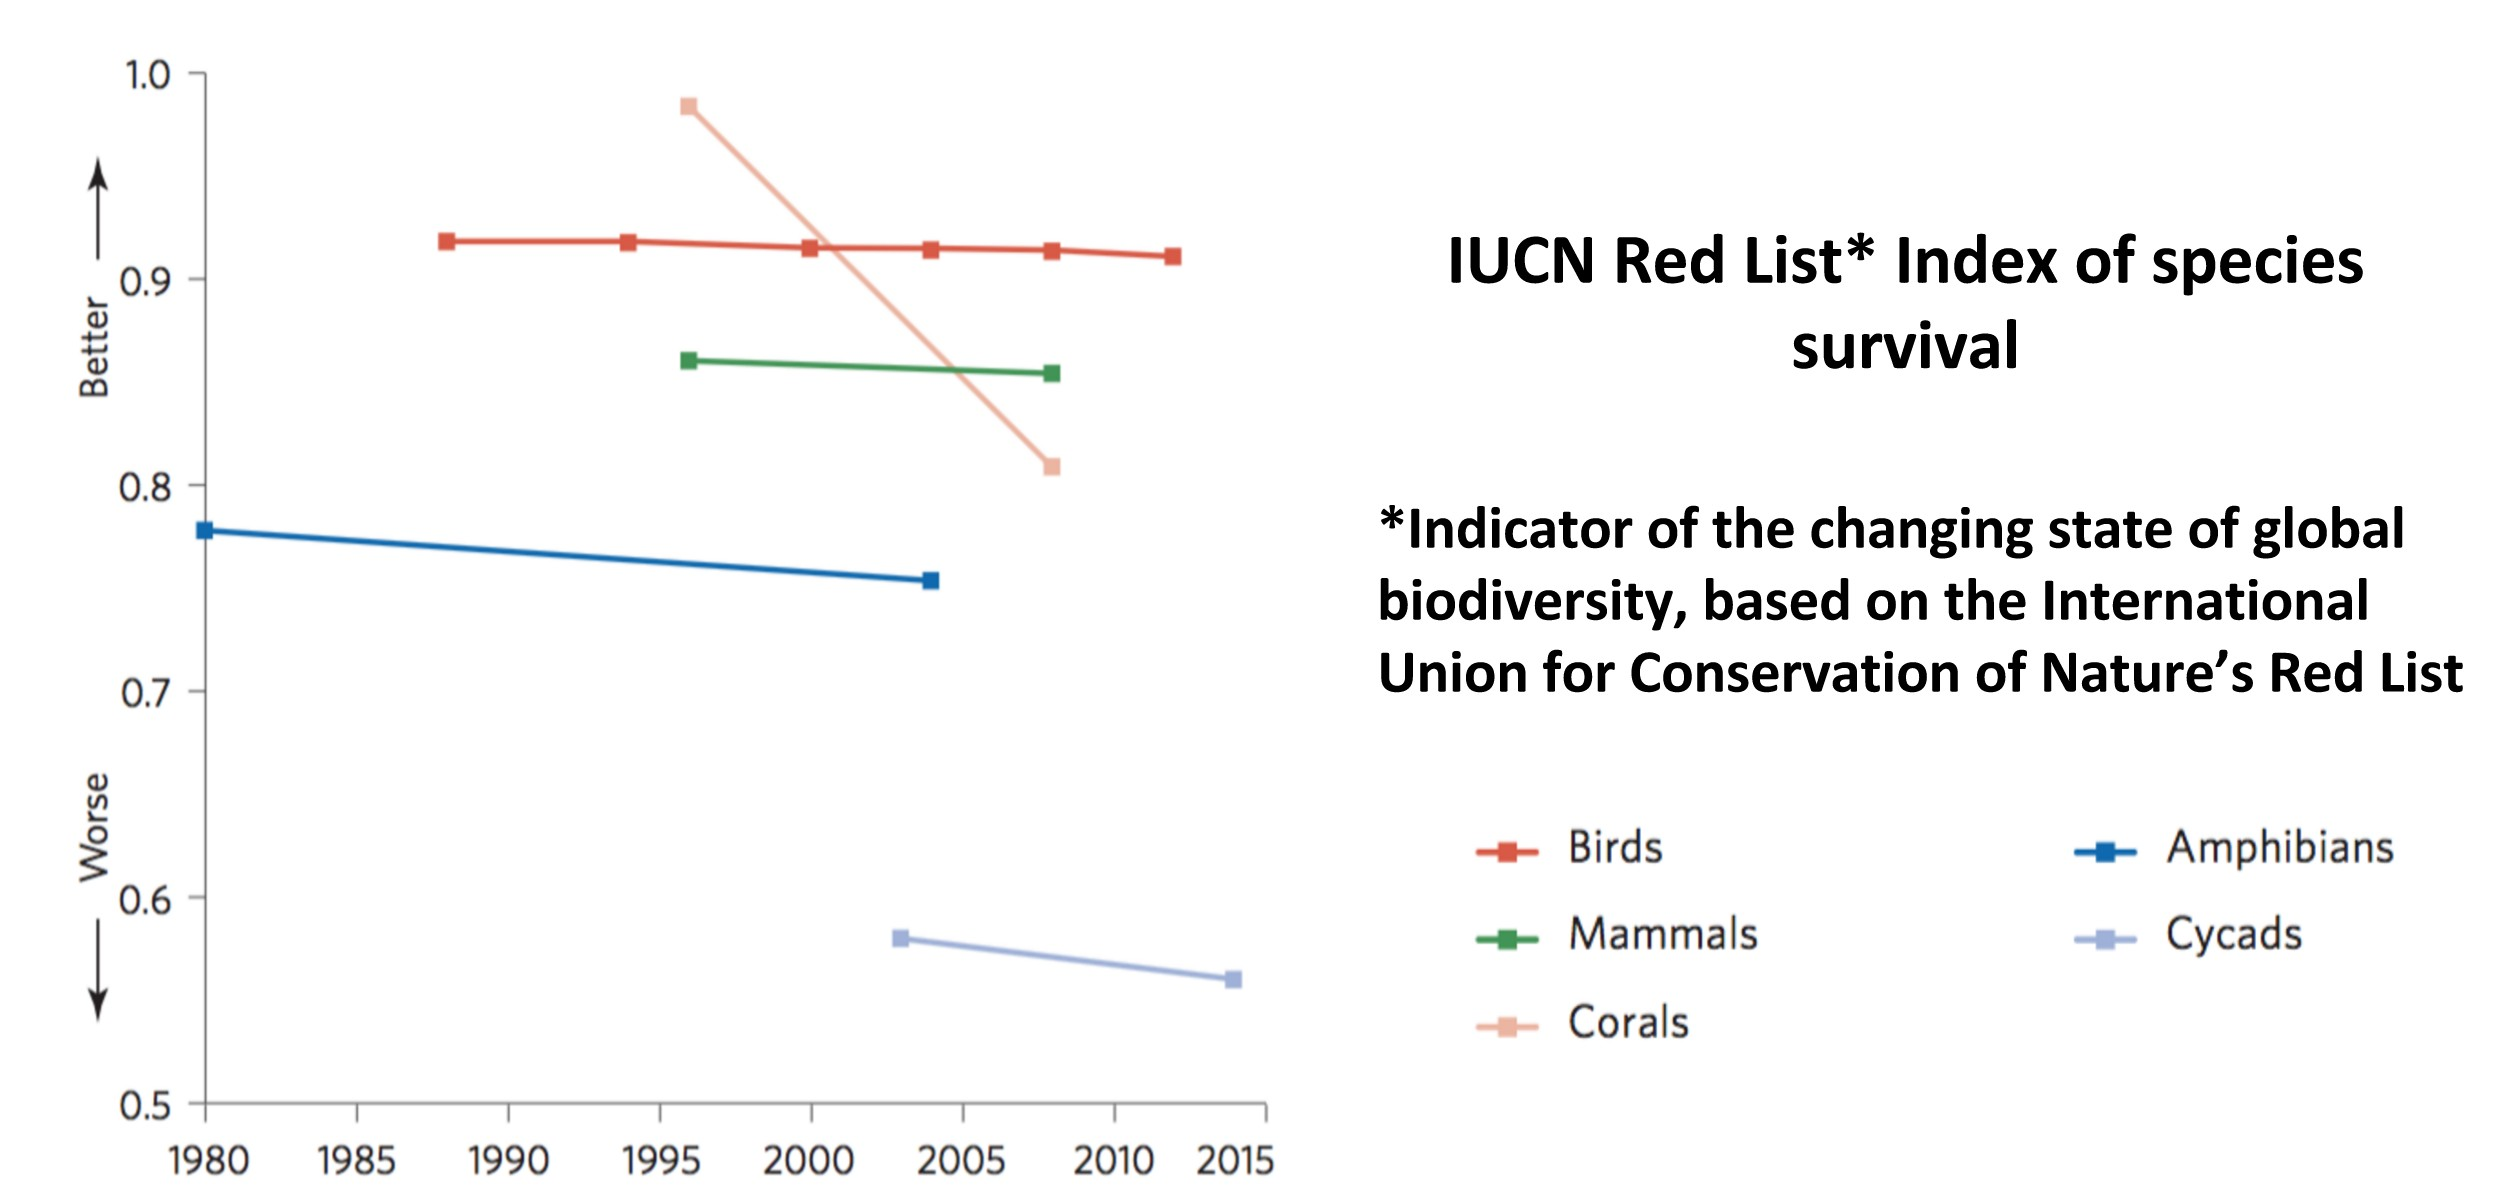 1.0
0.9
0.8
0.7
0.6
0.5
Better
Worse
1980 1985 1990 1995 2000 2005 2010 2015
IUCN Red List* Index of species
survival
*Indicator of the changing state of global
biodiversity, based on the International
Union for Conservation of Nature’s Red List
Birds
Mammals
Corals
Amphibians
Cycads